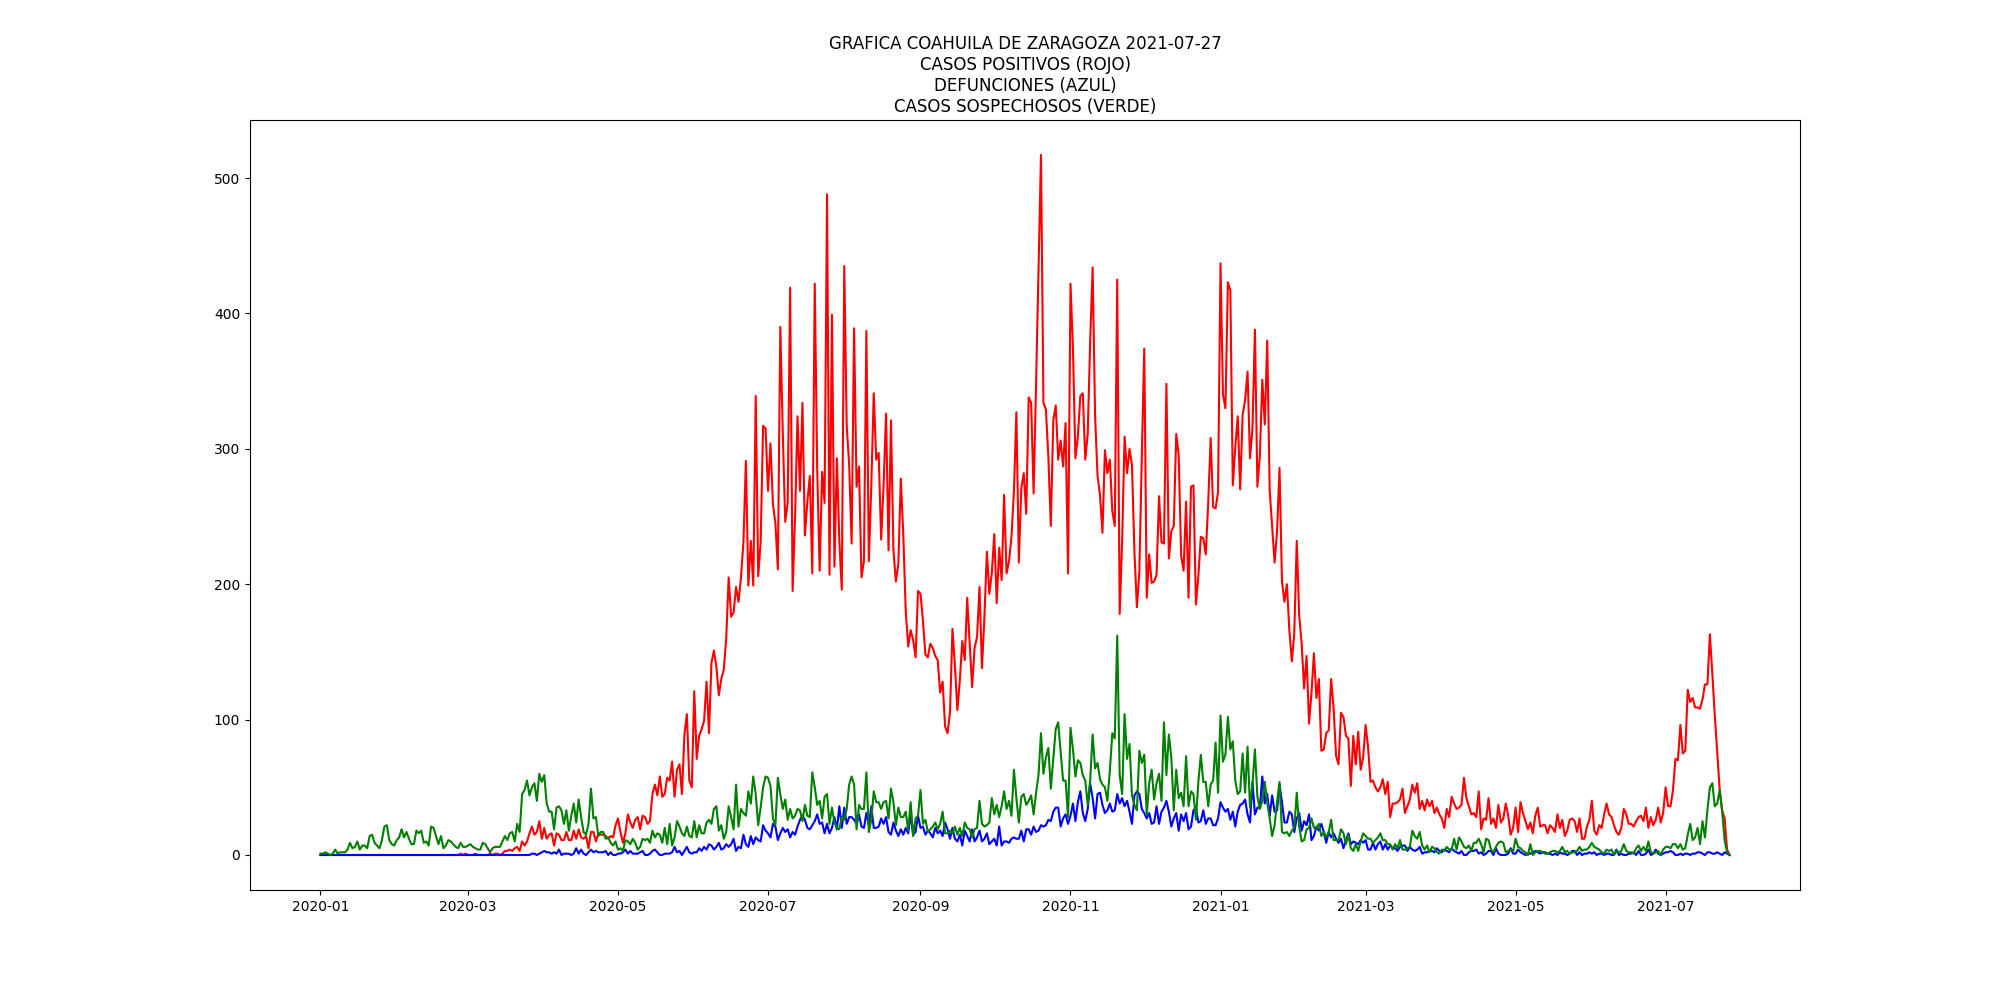 GRAFICA COAHUILA DE ZARAGOZA 2021-07-27
CASOS POSITIVOS (ROJO)
DEFUNCIONES (AZUL)
CASOS SOSPECHOSOS (VERDE)
500
400
300
200
100
0
2020-01 2020-03 2020-05 2020-07 2020-09 2020-11 2021-01 2021-03 2021-05 2021-07